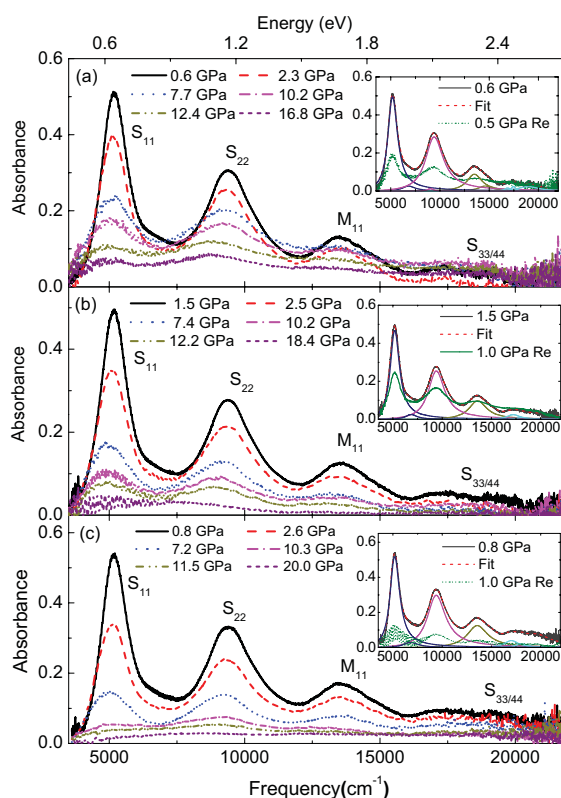 Energy (eV)
0.6 0.9 1.2 1.5 1.8 2.1 2.4
(a)
0.6 GPa 2.3 GPa
7.7 GPa 10.2 GPa
12.4 GPa 16.8 GPa
S11
S22
M11
S33/44
Absorbance
0.6
0.4
0.2
0.0
0.6 GPa
Fit
0.5 GPa Re
0.6
0.4
0.2
0.0
5000 10000 15000 20000
(b)
1.5 GPa 2.5 GPa
7.4 GPa 10.2 GPa
12.2 GPa 18.4 GPa
S11
S22
M11
S33/44
Absorbance
0.4
0.2
0.0
1.5 GPa
Fit
1.0 GPa Re
0.6
0.4
0.2
0.0
5000 10000 15000 20000
(c)
0.8 GPa 2.6 GPa
7.2 GPa 10.3 GPa
11.5 GPa 20.0 GPa
S11
S22
M11
S33/44
Absorbance
0.6
0.4
0.2
0.0
0.8 GPa
Fit
1.0 GPa Re
0.6
0.4
0.2
0.0
5000 10000 15000 20000
5000 10000 15000 20000
Frequency(cm-1)